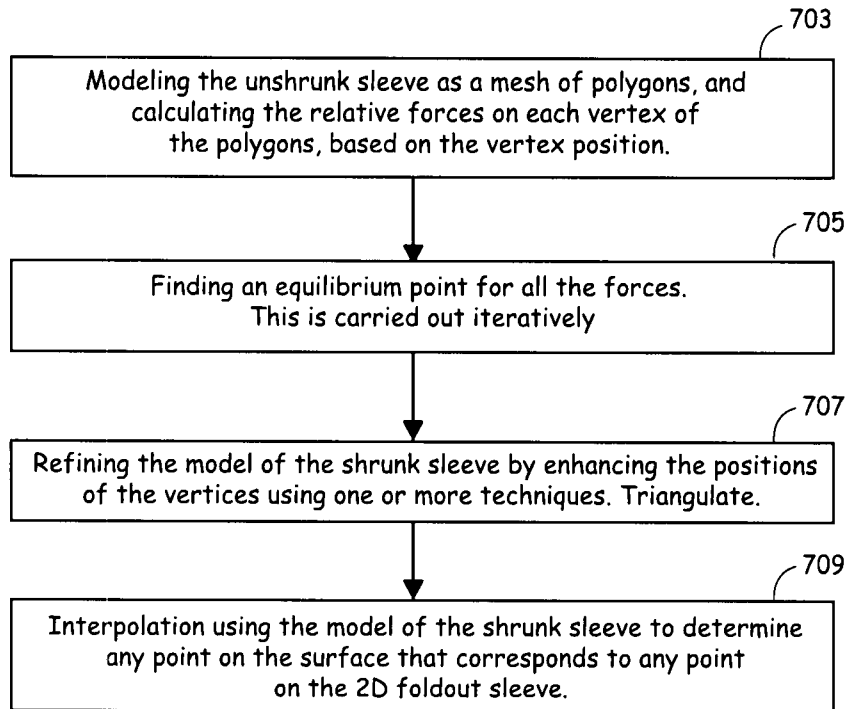 703
Modeling the unshrunk sleeve as a mesh of polygons, and
calculating the relative forces on each vertex of
the polygons, based on the vertex position.
705
Finding an equilibrium point for all the forces.
This is carried out iteratively
707
Refining the model of the shrunk sleeve by enhancing the positions
of the vertices using one or more techniques. Triangulate.
709
Interpolation using the model of the shrunk sleeve to determine
any point on the surface that corresponds to any point
on the 2D foldout sleeve.